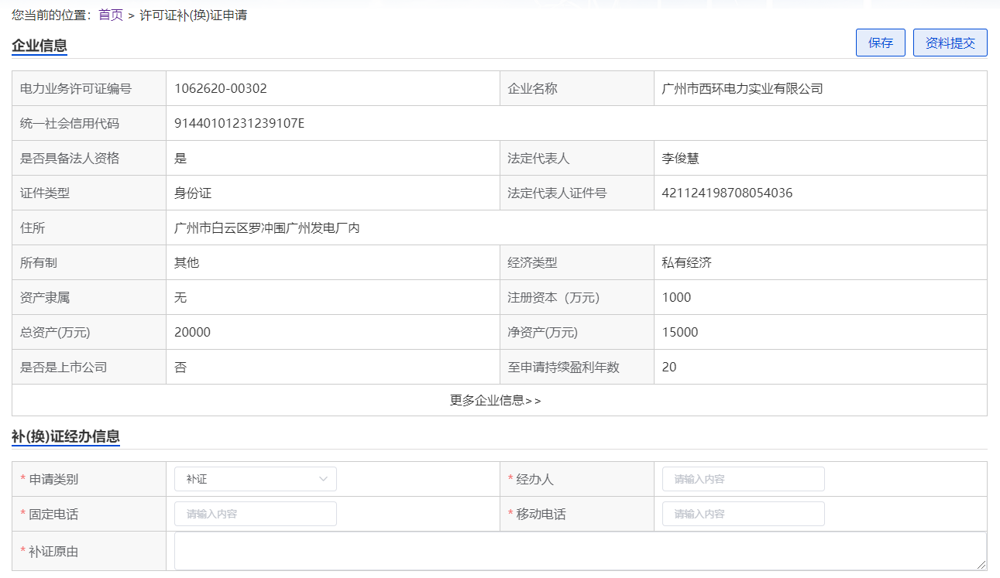 您当前的位置：首页 > 许可证补(换)证申请
企业信息 保存 资料提交
电力业务许可证编号 1062620-00302 企业名称 广州市西环电力实业有限公司
统一社会信用代码 91440101231239107E
是否具备法人资格 是 法定代表人 李俊慧
证件类型 身份证 法定代表人证件号 421124198708054036
住所 广州市白云区罗冲围广州发电厂内
所有制 其他 经济类型 私有经济
资产隶属 无 注册资本（万元） 1000
总资产(万元) 20000 净资产(万元) 15000
是否是上市公司 否 至申请持续盈利年数 20
更多企业信息>>
补(换)证经办信息
* 申请类别 补证 * 经办人 请输入内容
* 固定电话 请输入内容 * 移动电话 请输入内容
* 补证原由